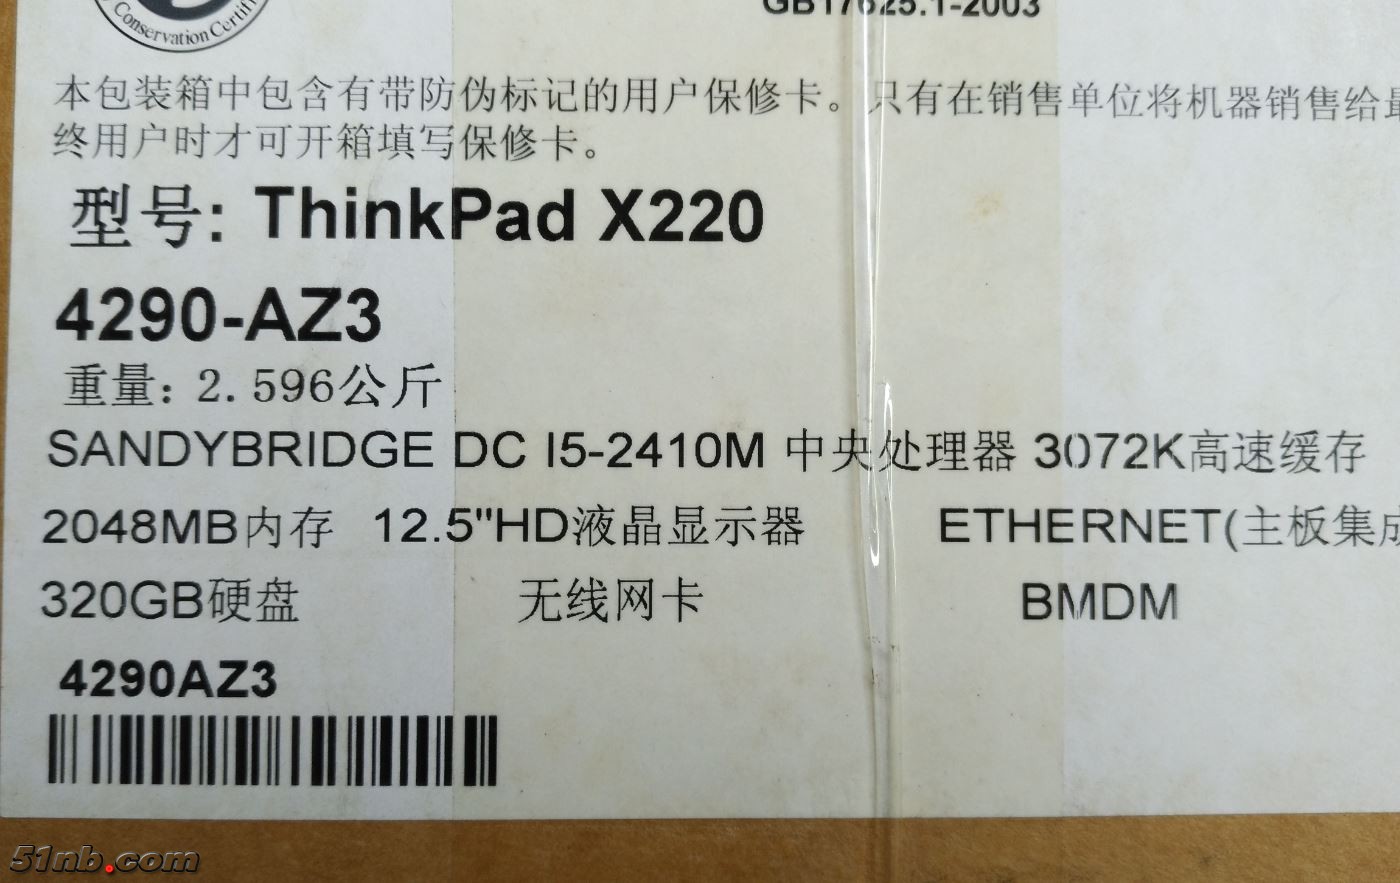 Conservation Certifi
GB17625.1-2003
本包装箱中包含有带防伪标记的用户保修卡。只有在销售单位将机器销售给最
终用户时才可开箱填写保修卡。
型号: ThinkPad X220
4290-AZ3
重量: 2.596公斤
SANDYBRIDGE DC I5-2410M 中央处理器 3072K高速缓存
2048MB内存 12.5"HD液晶显示器 ETHERNET(主板集成
320GB硬盘 无线网卡 BMDM
4290AZ3
51nb.com